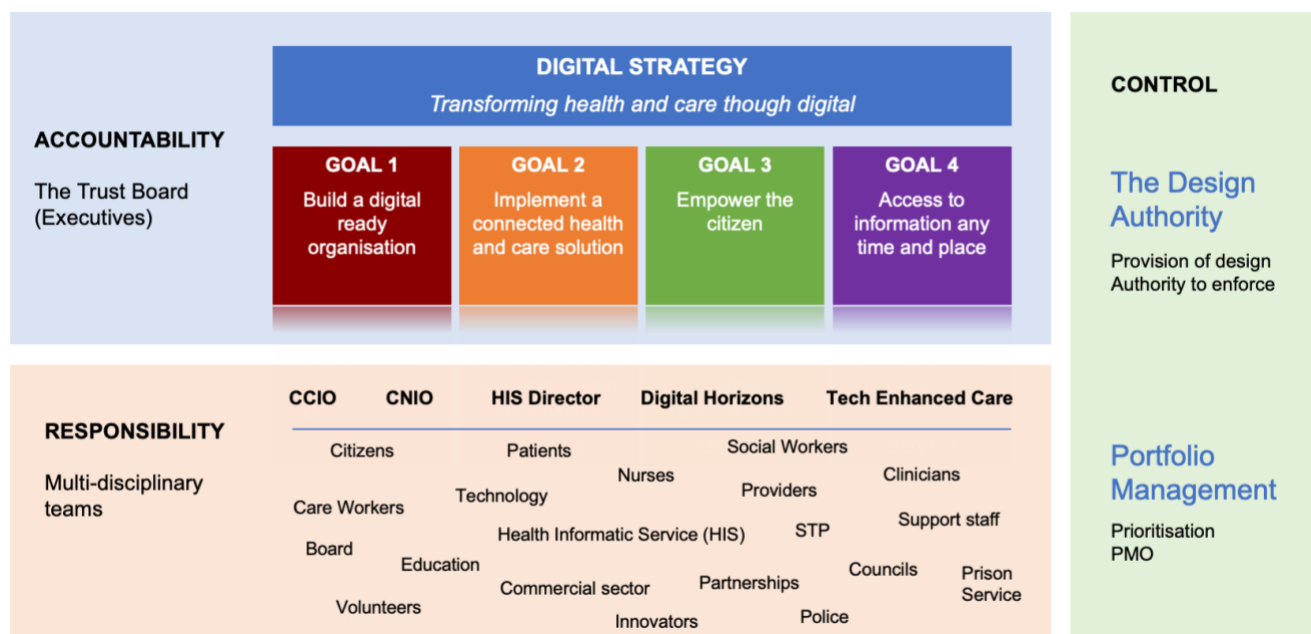 DIGITAL STRATEGY
Transforming health and care though digital
ACCOUNTABILITY
The Trust Board
(Executives)
GOAL 1
Build a digital
ready
organisation
GOAL 2
Implement a
connected health
and care solution
GOAL 3
Empower the
citizen
GOAL 4
Access to
information any
time and place
RESPONSIBILITY
Multi-disciplinary
teams
CCIO
CNIO
HIS Director
Digital Horizons
Tech Enhanced Care
Citizens
Patients
Social Workers
Nurses
Clinicians
Technology
Providers
Care Workers
Support staff
Health Informatic Service (HIS)
STP
Board
Education
Councils
Prison
Service
Commercial sector
Partnerships
Volunteers
Innovators
Police
CONTROL
The Design
Authority
Provision of design
Authority to enforce
Portfolio
Management
Prioritisation
PMO